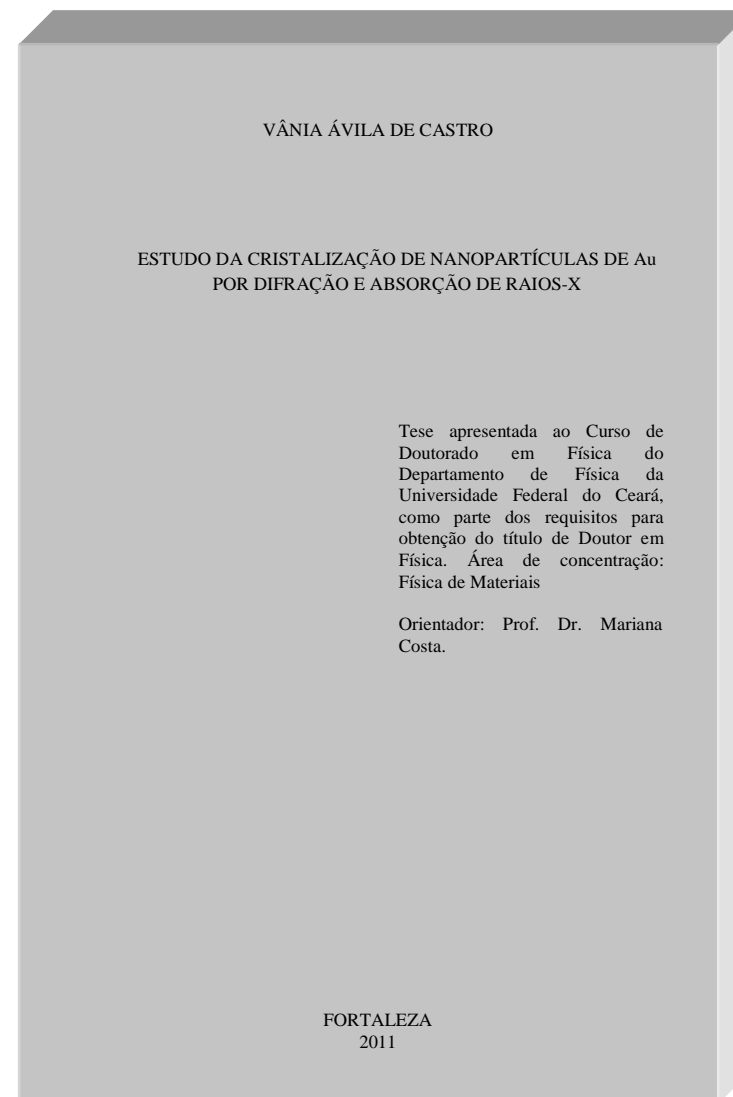 VÂNIA ÁVILA DE CASTRO
ESTUDO DA CRISTALIZAÇÃO DE NANOPARTÍCULAS DE Au
POR DIFRAÇÃO E ABSORÇÃO DE RAIOS-X
Tese apresentada ao Curso de
Doutorado em Física do
Departamento de Física da
Universidade Federal do Ceará,
como parte dos requisitos para
obtenção do título de Doutor em
Física. Área de concentração:
Física de Materiais
Orientador: Prof. Dr. Mariana
Costa.
FORTALEZA
2011